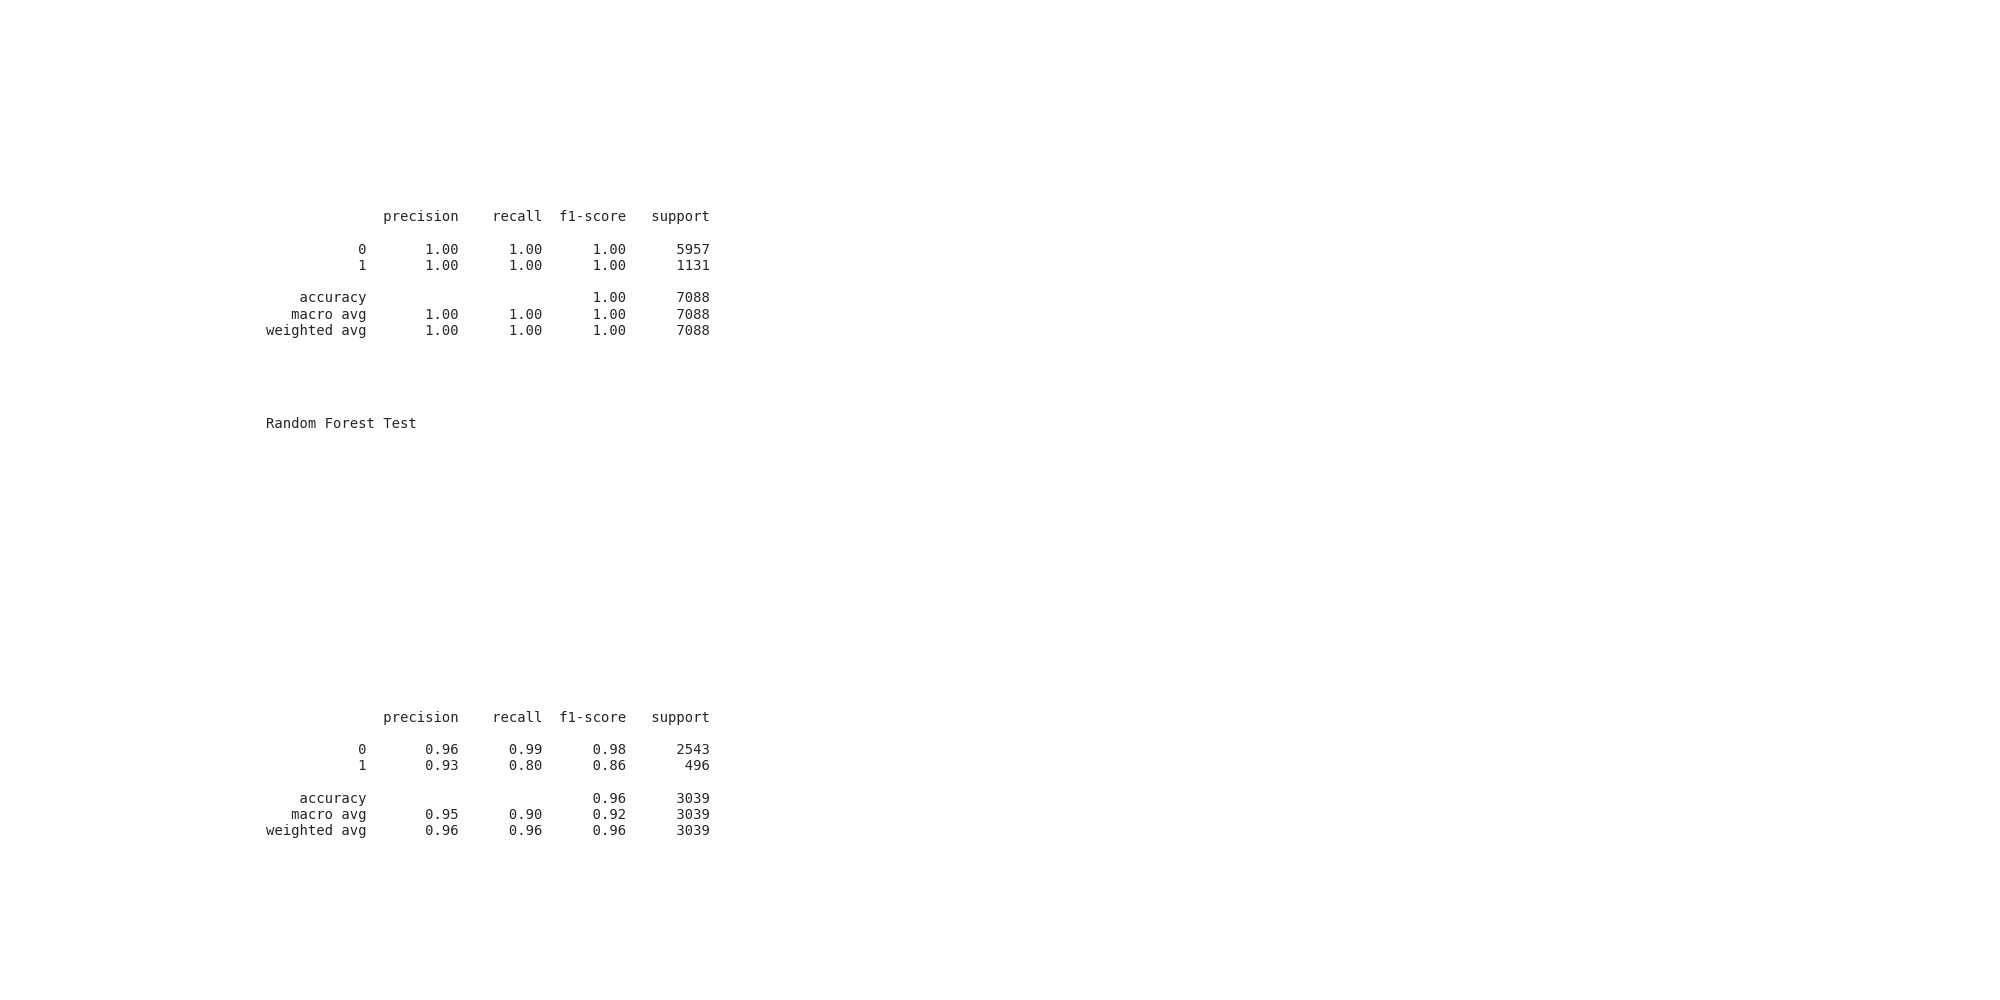 precision recall f1-score support
0 1.00 1.00 1.00 5957
1 1.00 1.00 1.00 1131
accuracy 1.00 7088
macro avg 1.00 1.00 1.00 7088
weighted avg 1.00 1.00 1.00 7088
Random Forest Test
precision recall f1-score support
0 0.96 0.99 0.98 2543
1 0.93 0.80 0.86 496
accuracy 0.96 3039
macro avg 0.95 0.90 0.92 3039
weighted avg 0.96 0.96 0.96 3039